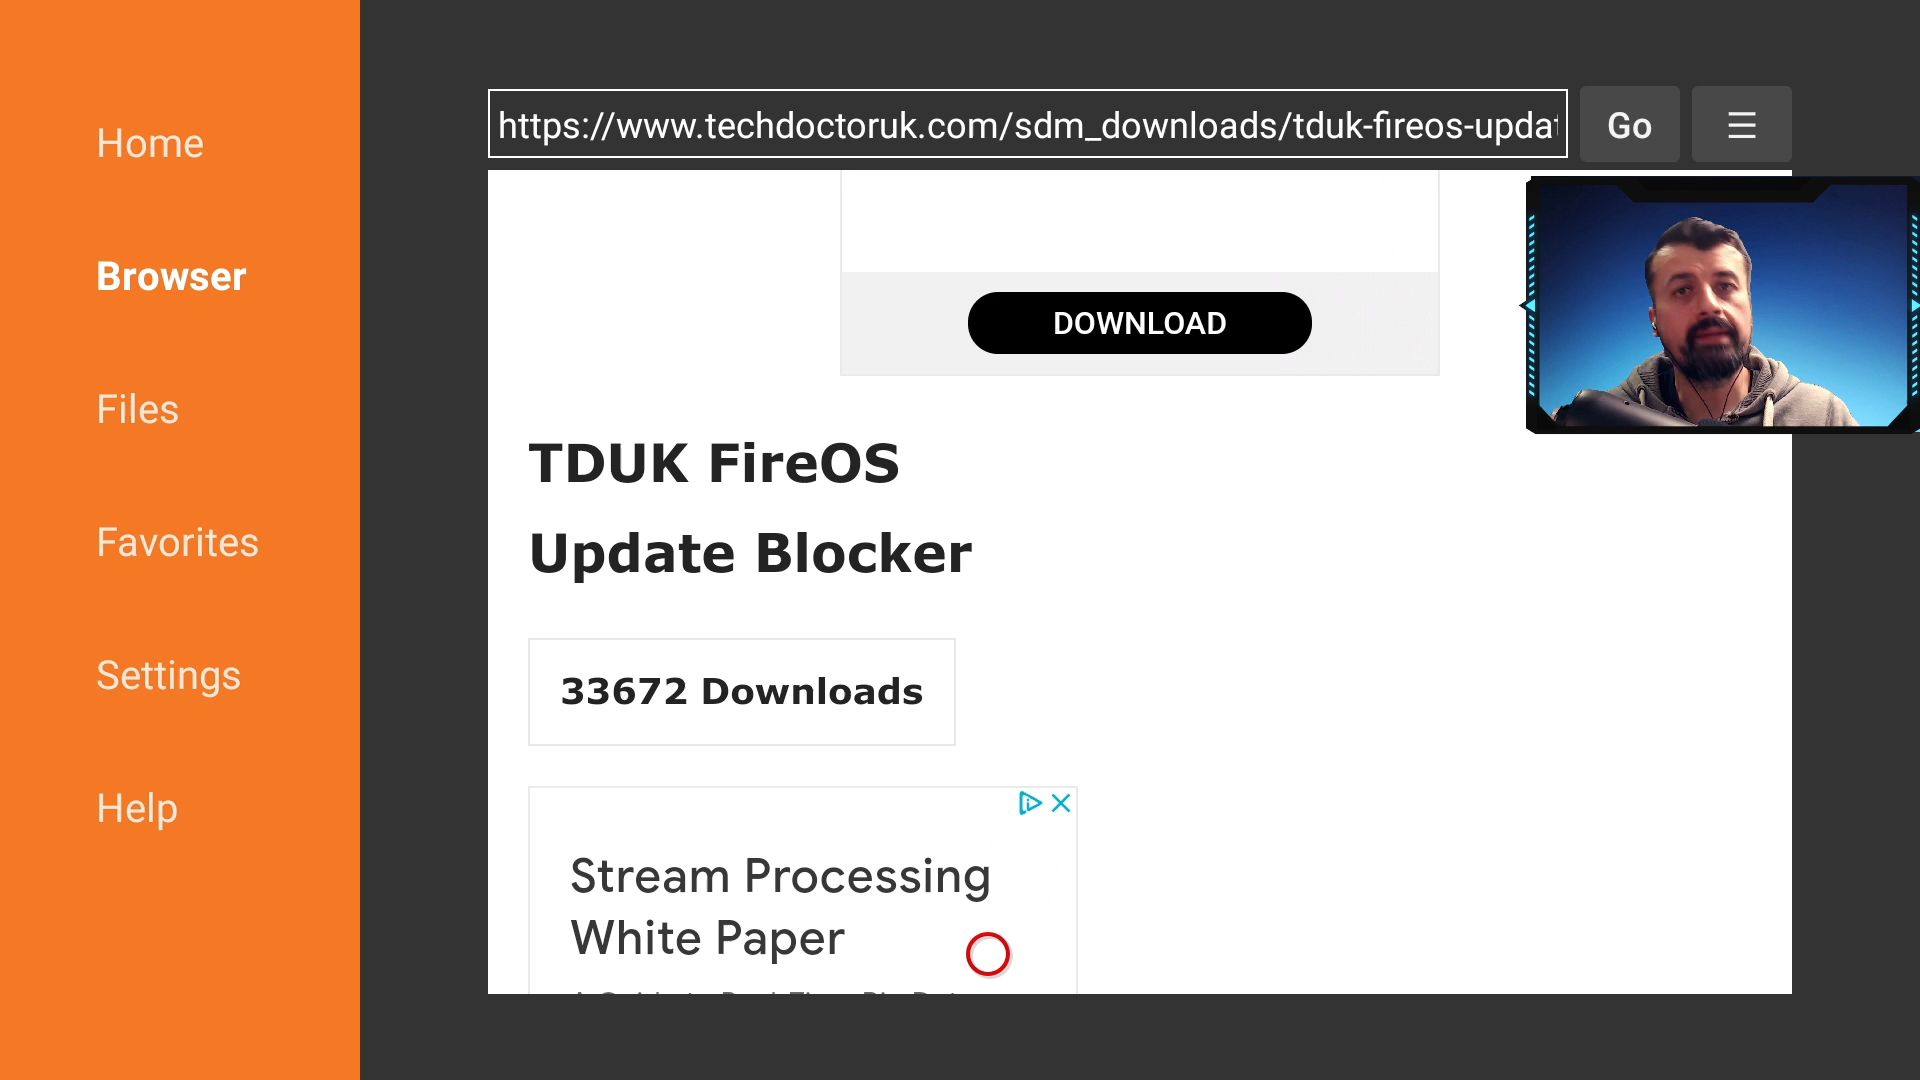 Home
Browser
Files
Favorites
Settings
Help
https://www.techdoctoruk.com/sdm_downloads/tduk-fireos-updat
Go
DOWNLOAD
TDUK FireOS
Update Blocker
33672 Downloads
Stream Processing
White Paper